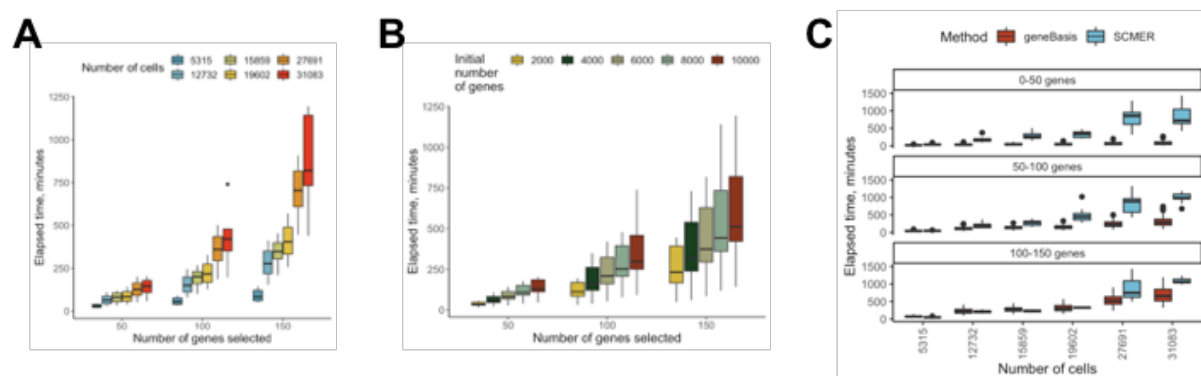 A
Number of cells
5315 15859 27691
12732 19602 31083
Elapsed time, minutes
1250
1000
750
500
250
0
50 100 150
Number of genes selected
B
Initial
number
of genes
2000 4000 6000 8000 10000
Elapsed time, minutes
1250
1000
750
500
250
0
50 100 150
Number of genes selected
C
Method geneBasis SCMER
Elapsed time, minutes
0-50 genes
1500
1000
500
0
50-100 genes
1500
1000
500
0
100-150 genes
1500
1000
500
0
5315 12732 15859 19602 27691 31083
Number of cells